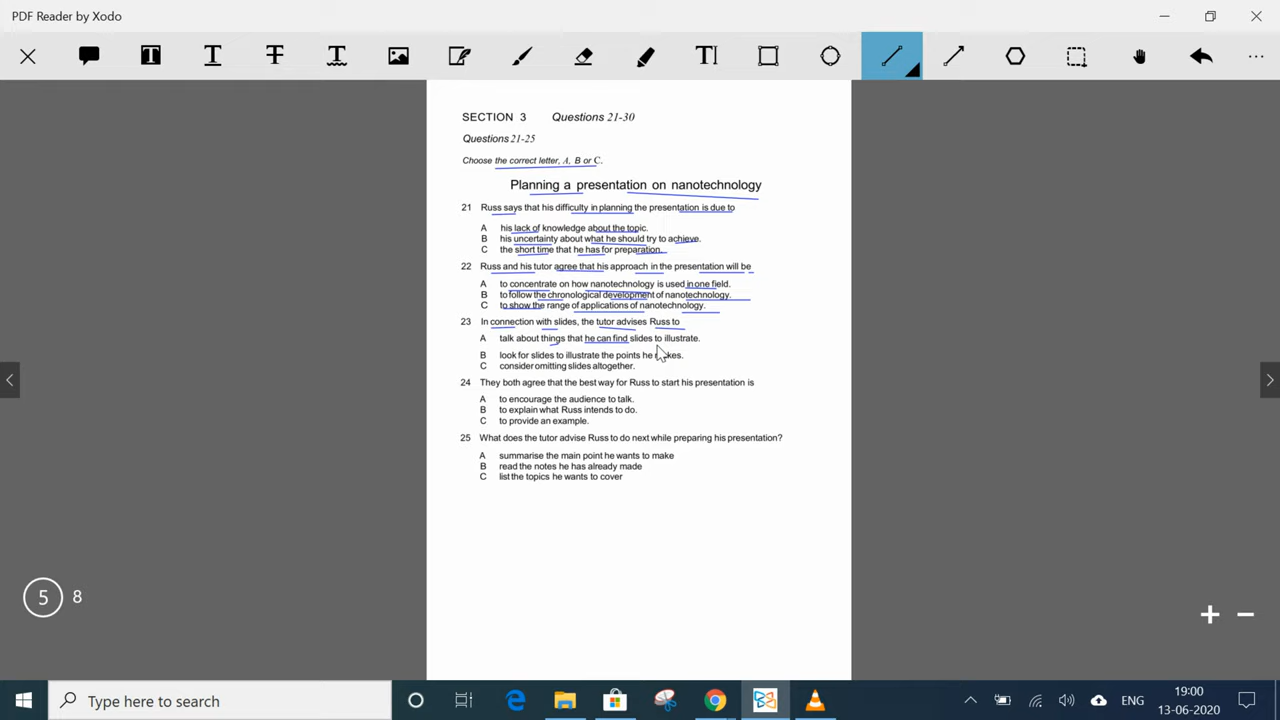 PDF Reader by Xodo
SECTION 3 Questions 21-30
Questions 21-25
Choose the correct letter, A, B or C.
Planning a presentation on nanotechnology
21 Russ says that his difficulty in planning the presentation is due to
A his lack of knowledge about the topic.
B his uncertainty about what he should try to achieve.
C the short time that he has for preparation.
22 Russ and his tutor agree that his approach in the presentation will be
A to concentrate on how nanotechnology is used in one field.
B to follow the chronological development of nanotechnology.
C to show the range of applications of nanotechnology.
23 In connection with slides, the tutor advises Russ to
A talk about things that he can find slides to illustrate.
B look for slides to illustrate the points he makes.
C consider omitting slides altogether.
24 They both agree that the best way for Russ to start his presentation is
A to encourage the audience to talk.
B to explain what Russ intends to do.
C to provide an example.
25 What does the tutor advise Russ to do next while preparing his presentation?
A summarise the main point he wants to make
B read the notes he has already made
C list the topics he wants to cover
5 8
Type here to search
ENG
19:00
13-06-2020